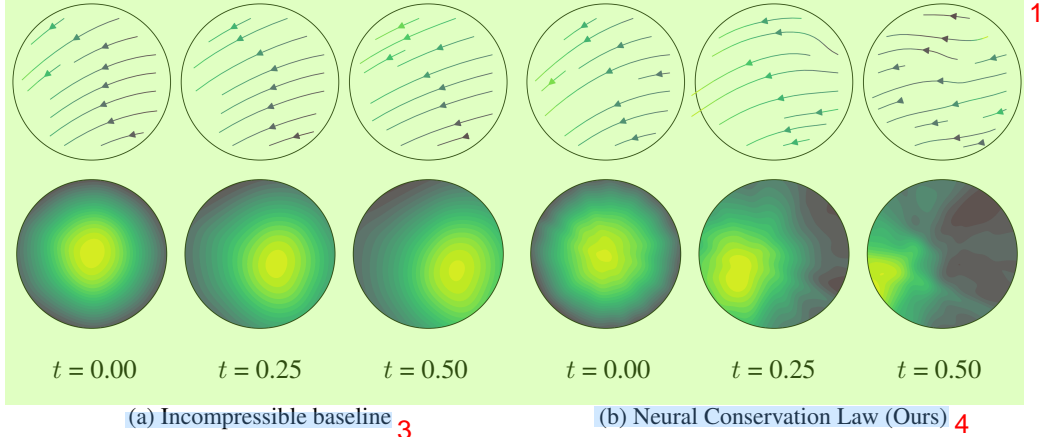 1
t = 0.00 t = 0.25 t = 0.50 t = 0.00 t = 0.25 t = 0.50
(a) Incompressible baseline 3 (b) Neural Conservation Law (Ours) 4